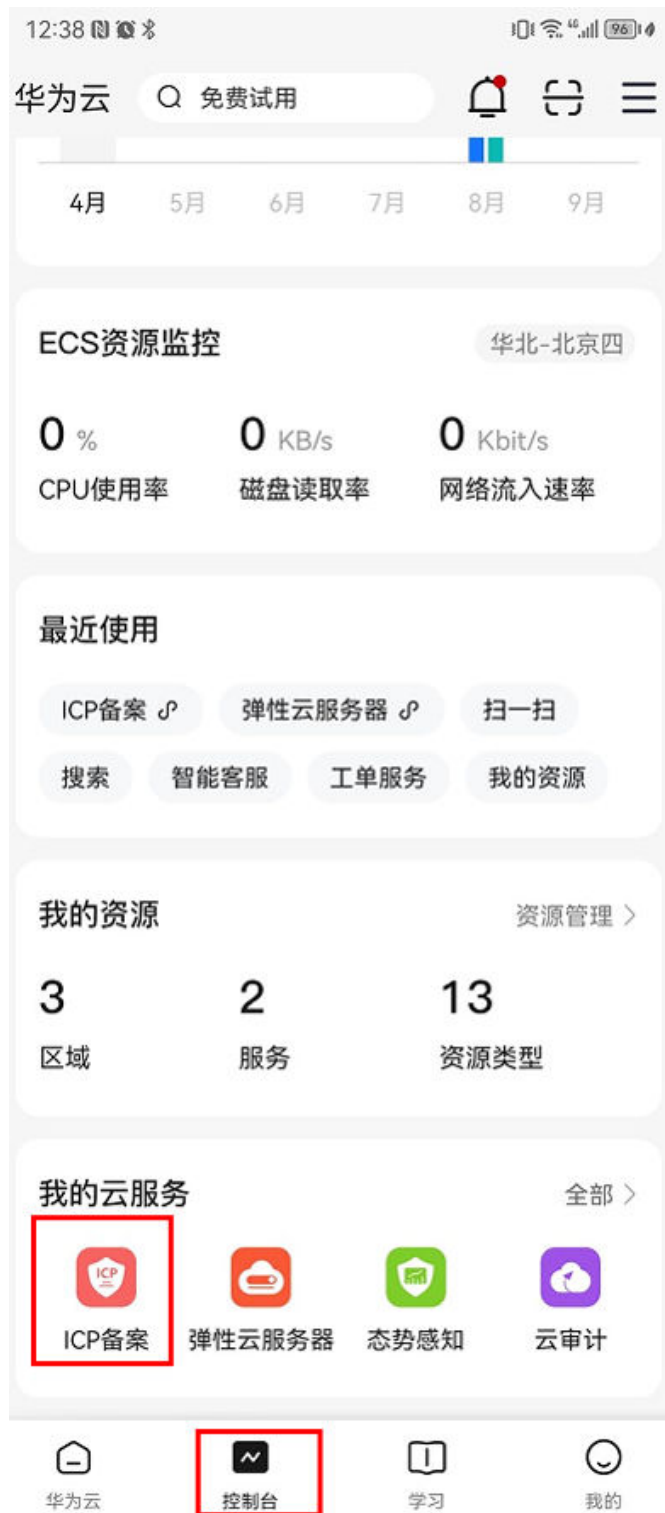 12:38 96
华为云 免费试用
4月 5月 6月 7月 8月 9月
ECS资源监控 华北-北京四
0 % 0 KB/s 0 Kbit/s
CPU使用率 磁盘读取率 网络流入速率
最近使用
ICP备案 弹性云服务器 扫一扫
搜索 智能客服 工单服务 我的资源
我的资源 资源管理
3 2 13
区域 服务 资源类型
我的云服务 全部
ICP
ICP备案 弹性云服务器 态势感知 云审计
华为云 控制台 学习 我的